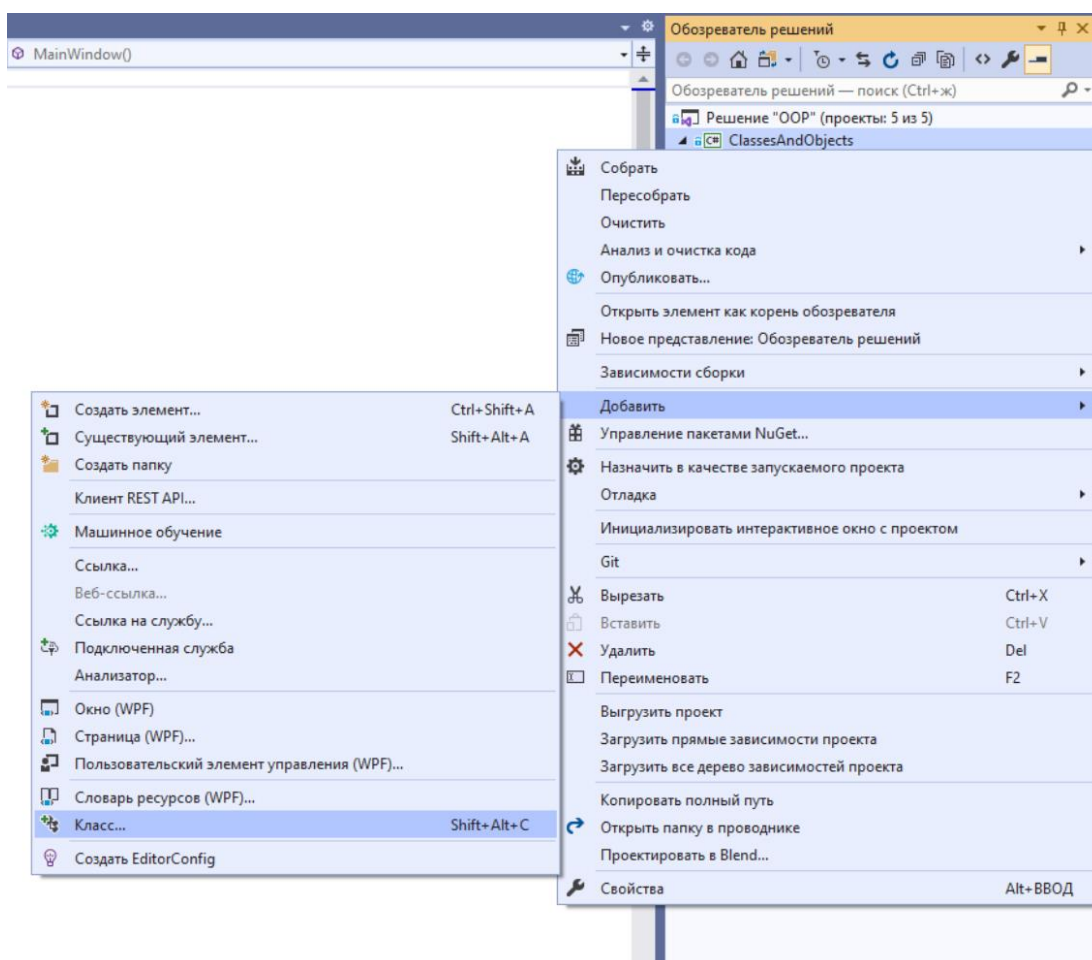 MainWindow()
Обозреватель решений
Обозреватель решений — поиск (Ctrl+ж)
Решение "OOP" (проекты: 5 из 5)
C# ClassesAndObjects
Собрать
Пересобрать
Очистить
Анализ и очистка кода
Опубликовать...
Открыть элемент как корень обозревателя
Новое представление: Обозреватель решений
Зависимости сборки
Добавить
Управление пакетами NuGet...
Назначить в качестве запускаемого проекта
Отладка
Инициализировать интерактивное окно с проектом
Git
Вырезать Ctrl+X
Вставить Ctrl+V
Удалить Del
Переименовать F2
Выгрузить проект
Загрузить прямые зависимости проекта
Загрузить все дерево зависимостей проекта
Копировать полный путь
Открыть папку в проводнике
Проектировать в Blend...
Свойства Alt+ВВОД
Создать элемент... Ctrl+Shift+A
Существующий элемент... Shift+Alt+A
Создать папку
Клиент REST API...
Машинное обучение
Ссылка...
Веб-ссылка...
Ссылка на службу...
Подключенная служба
Анализатор...
Окно (WPF)
Страница (WPF)...
Пользовательский элемент управления (WPF)...
Словарь ресурсов (WPF)...
Класс... Shift+Alt+C
Создать EditorConfig